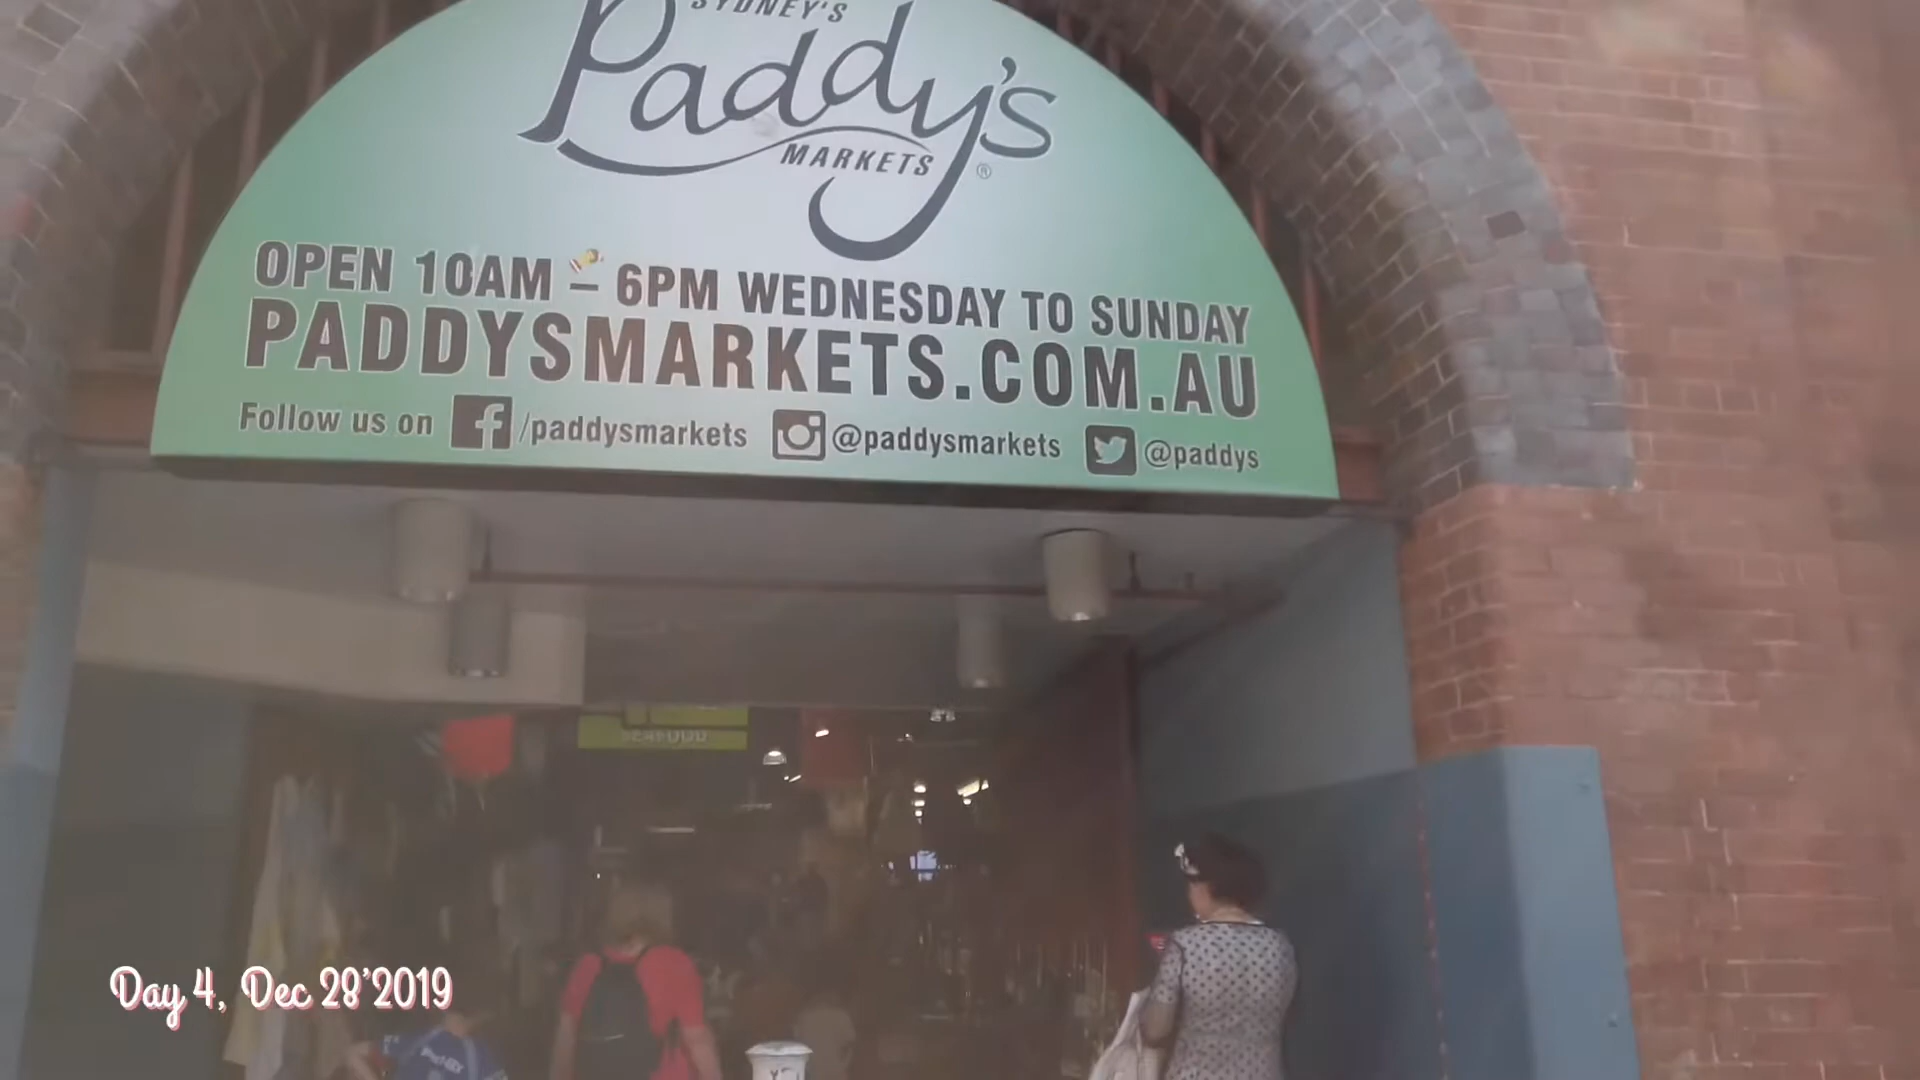 SYDNEY'S
Paddy's
MARKETS
®
OPEN 10AM – 6PM WEDNESDAY TO SUNDAY
PADDYSMARKETS.COM.AU
Follow us on /paddysmarkets @paddysmarkets @paddys
SEAFOOD
Day 4, Dec 28'2019